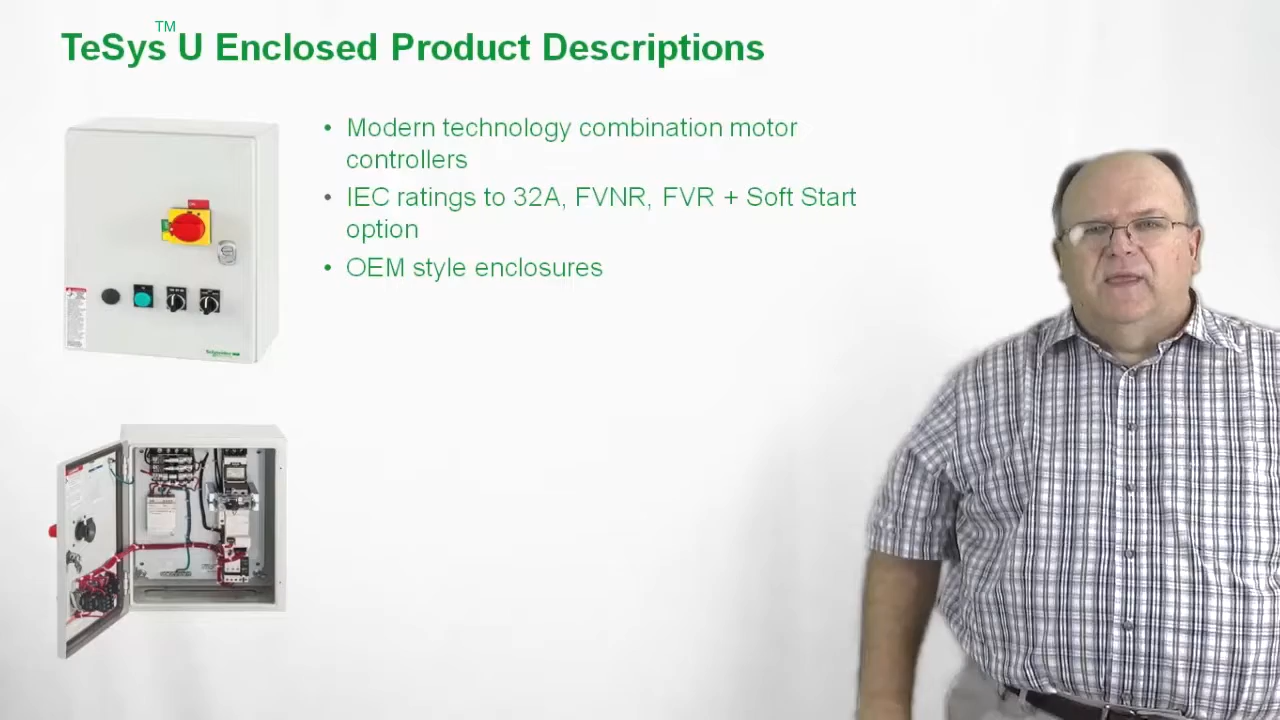 TeSys™ U Enclosed Product Descriptions
• Modern technology combination motor
controllers
• IEC ratings to 32A, FVNR, FVR + Soft Start
option
• OEM style enclosures
Schneider